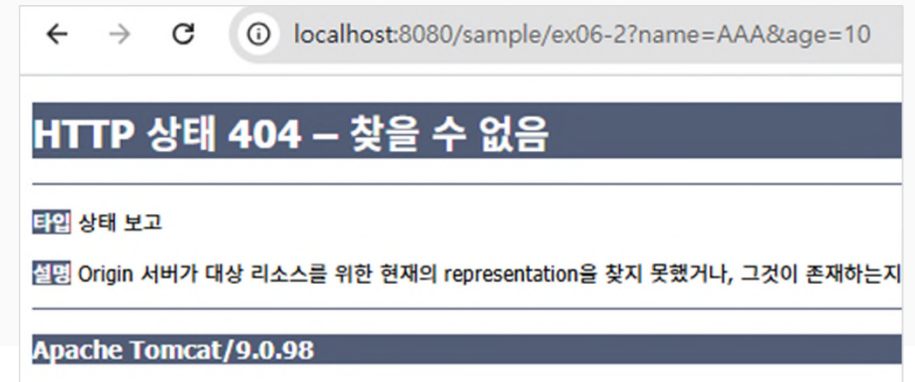 localhost:8080/sample/ex06-2?name=AAA&age=10
HTTP 상태 404 – 찾을 수 없음
타입 상태 보고
설명 Origin 서버가 대상 리소스를 위한 현재의 representation을 찾지 못했거나, 그것이 존재하는지
Apache Tomcat/9.0.98